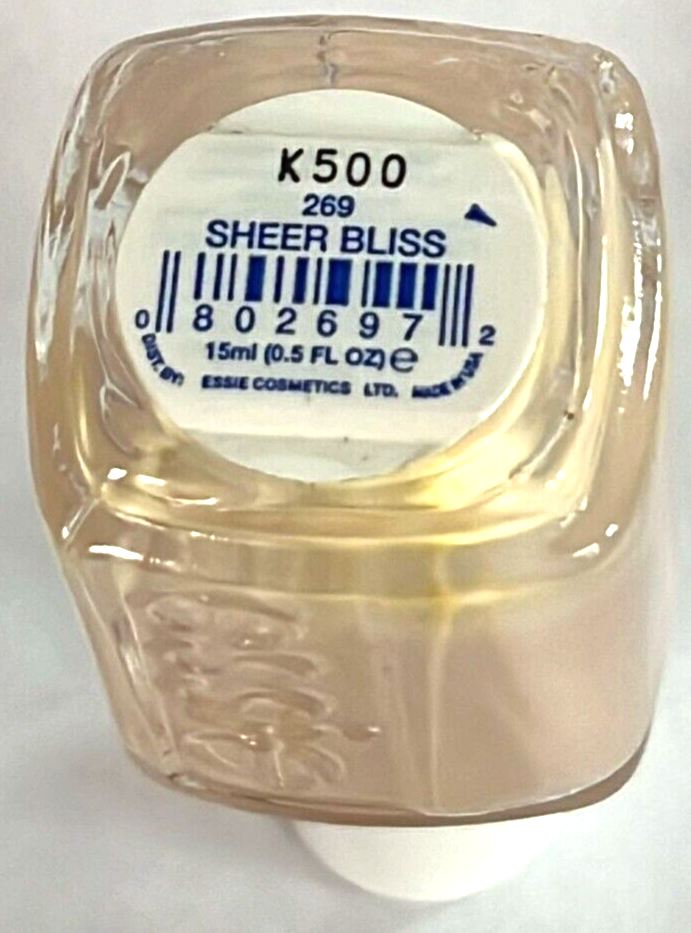 K500
269
SHEER BLISS
0 802697 2
15ml (0.5 FL OZ) e
DIST. BY: ESSIE COSMETICS LTD. MADE IN USA
essie